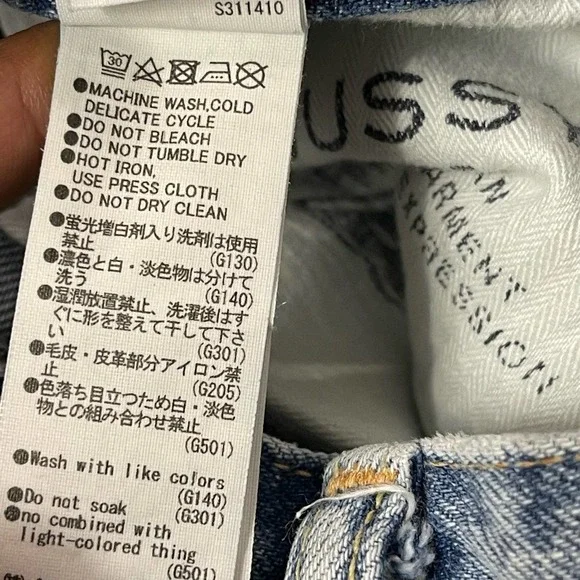 S311410
30
●MACHINE WASH,COLD
DELICATE CYCLE
●DO NOT BLEACH
●DO NOT TUMBLE DRY
●HOT IRON,
USE PRESS CLOTH
●DO NOT DRY CLEAN
●蛍光増白剤入り洗剤は使用
禁止 (G130)
●濃色と白・淡色物は分けて
洗う (G140)
●湿潤放置禁止、洗濯後はす
ぐに形を整えて干して下さ
い (G301)
●毛皮・皮革部分アイロン禁
止 (G205)
●色落ち目立つため白・淡色
物との組み合わせ禁止
(G501)
●Wash with like colors
(G140)
●Do not soak
(G301)
●no combined with
light-colored thing
(G501)
USS
GARMENT
EXPRESSION